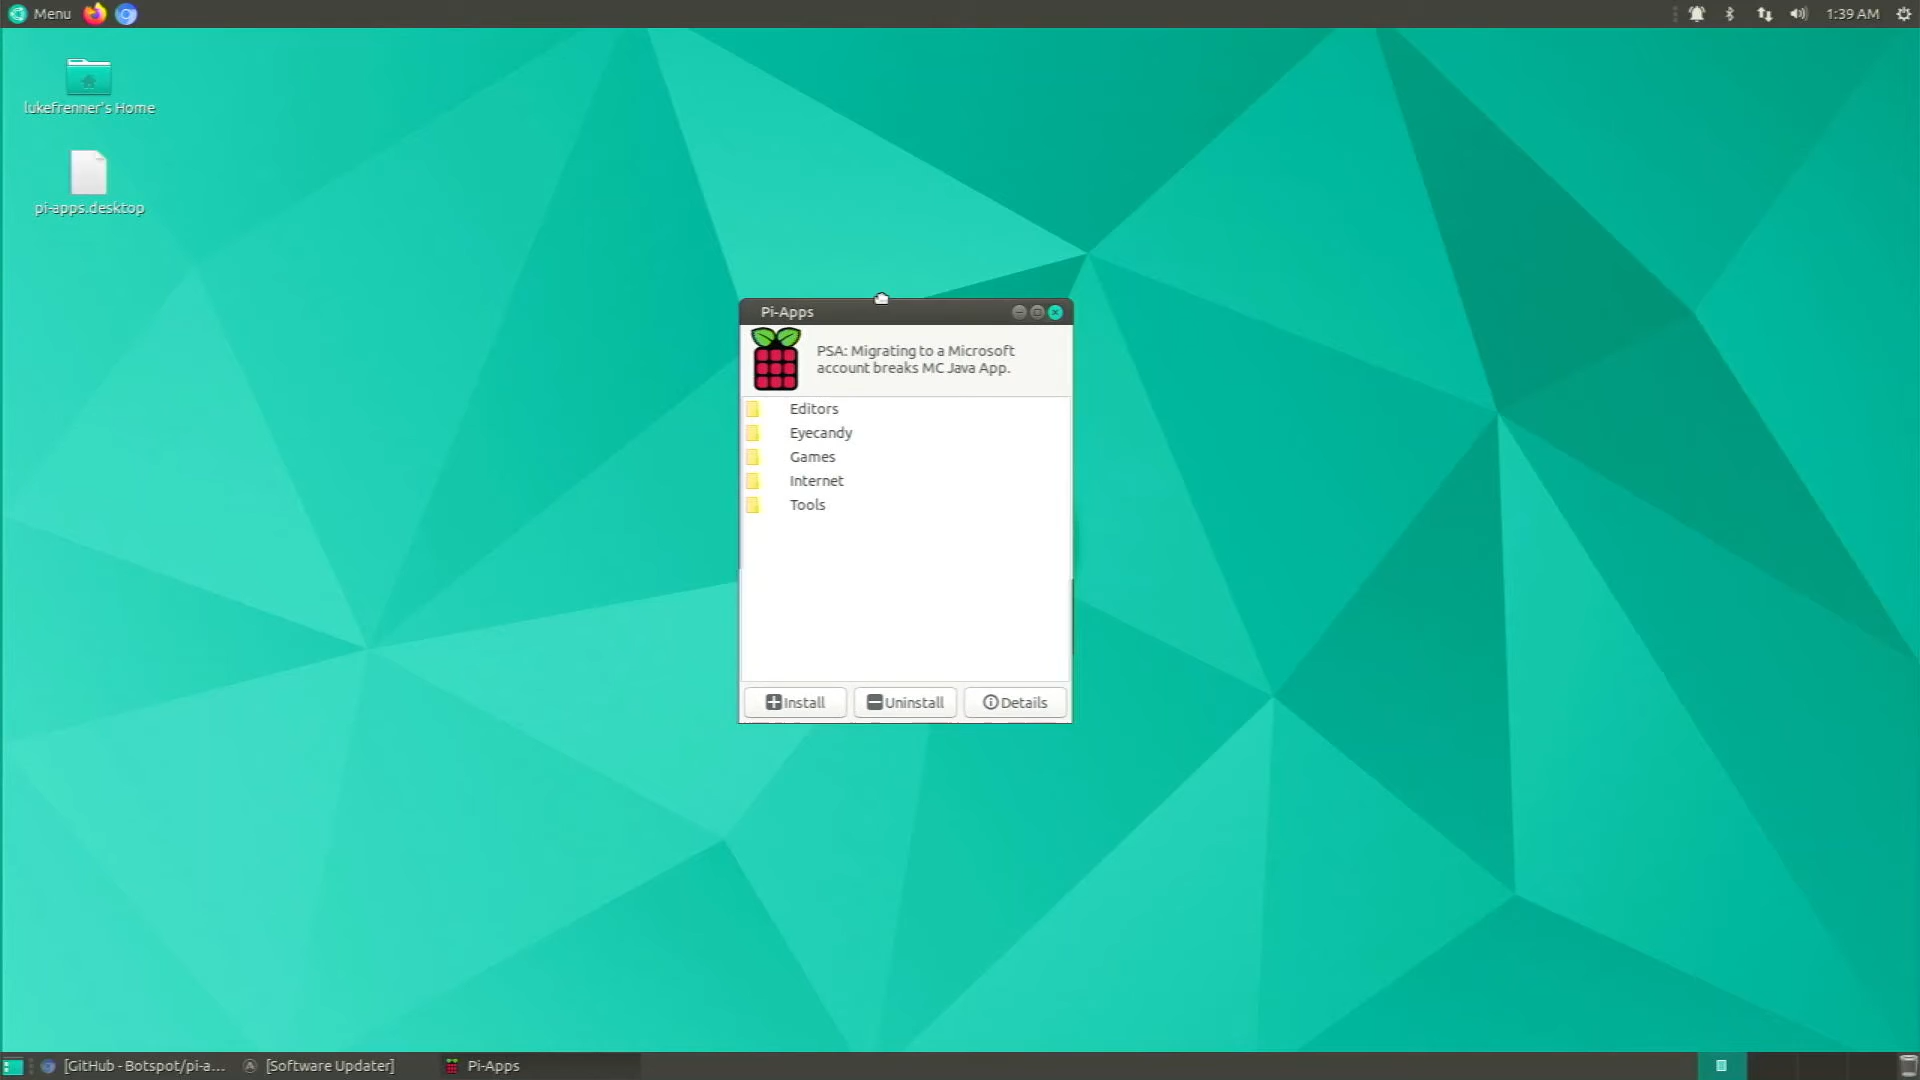 Menu
1:39 AM
lukefrenner's Home
pi-apps.desktop
Pi-Apps
PSA: Migrating to a Microsoft
account breaks MC Java App.
Editors
Eyecandy
Games
Internet
Tools
Install
Uninstall
Details
[GitHub - Botspot/pi-a...
[Software Updater]
Pi-Apps